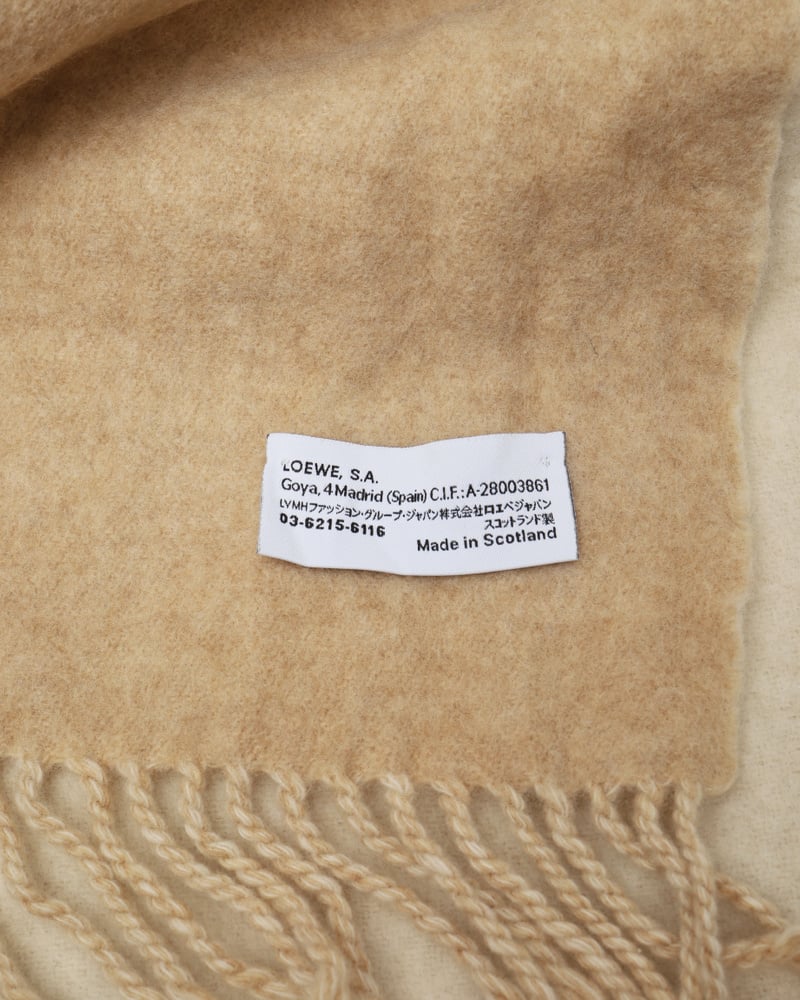 LOEWE, S.A.
Goya, 4 Madrid (Spain) C.I.F.: A-28003861
LVMHファッション・グループ・ジャパン株式会社ロエベジャパン
03-6215-6116
スコットランド製
Made in Scotland